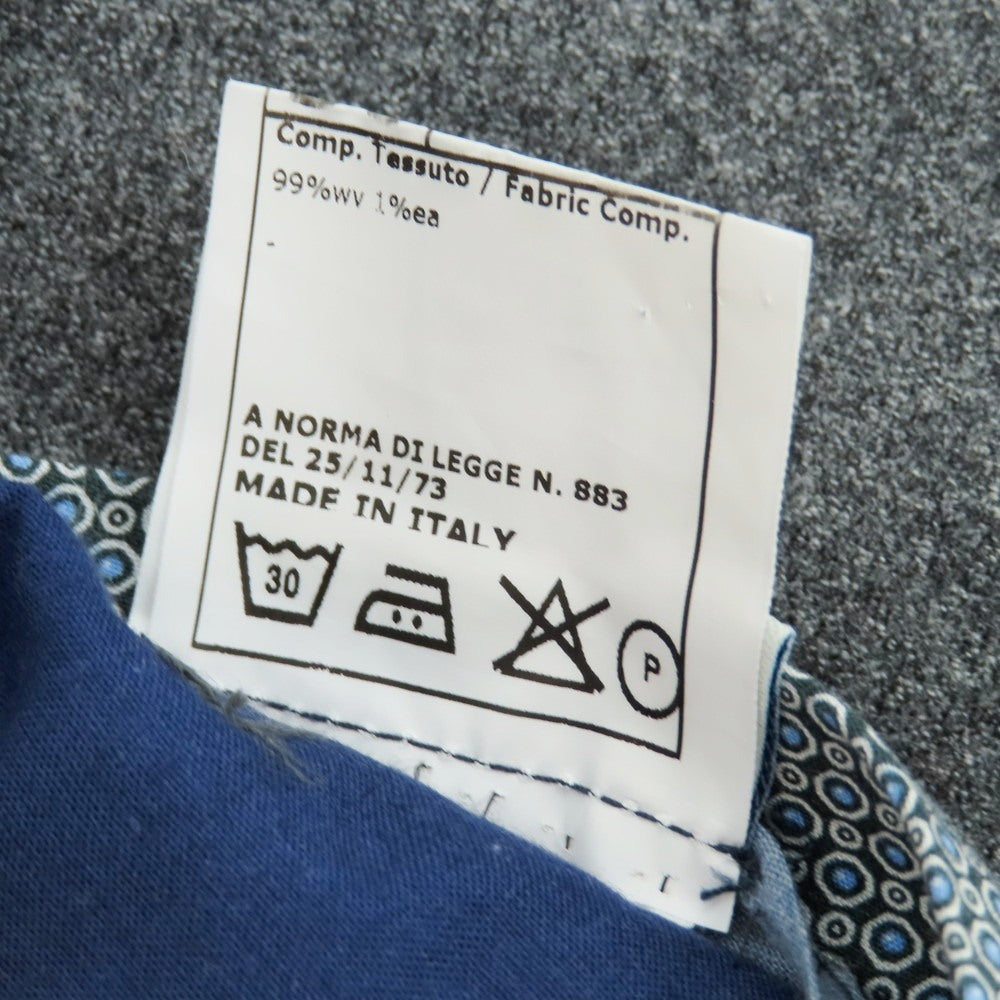 Comp. Tassuto / Fabric Comp.
99%wv 1%ea
-
A NORMA DI LEGGE N. 883
DEL 25/11/73
MADE IN ITALY
30
P